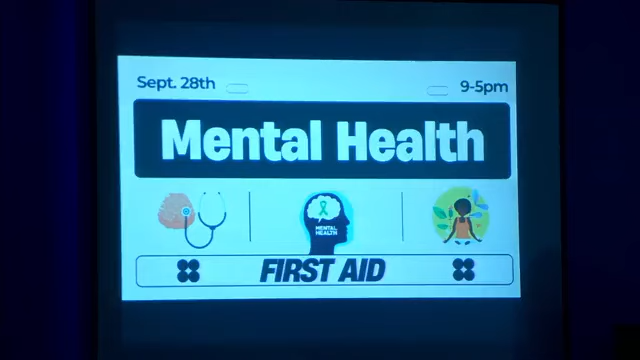 Sept. 28th 9-5pm
Mental Health
MENTAL
HEALTH
FIRST AID